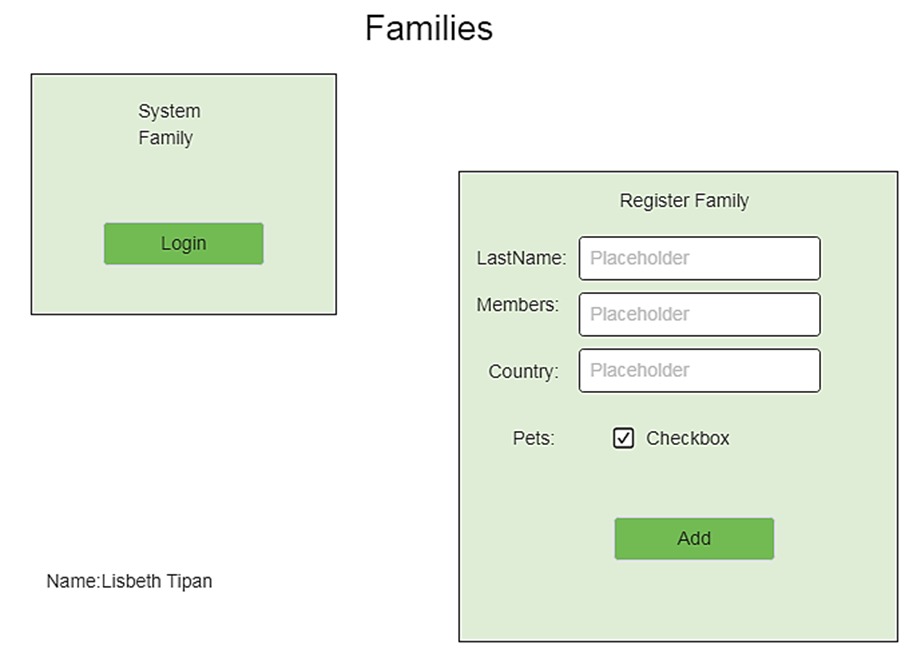 Families
System
Family
Login
Register Family
LastName: Placeholder
Members: Placeholder
Country: Placeholder
Pets: Checkbox
Add
Name:Lisbeth Tipan